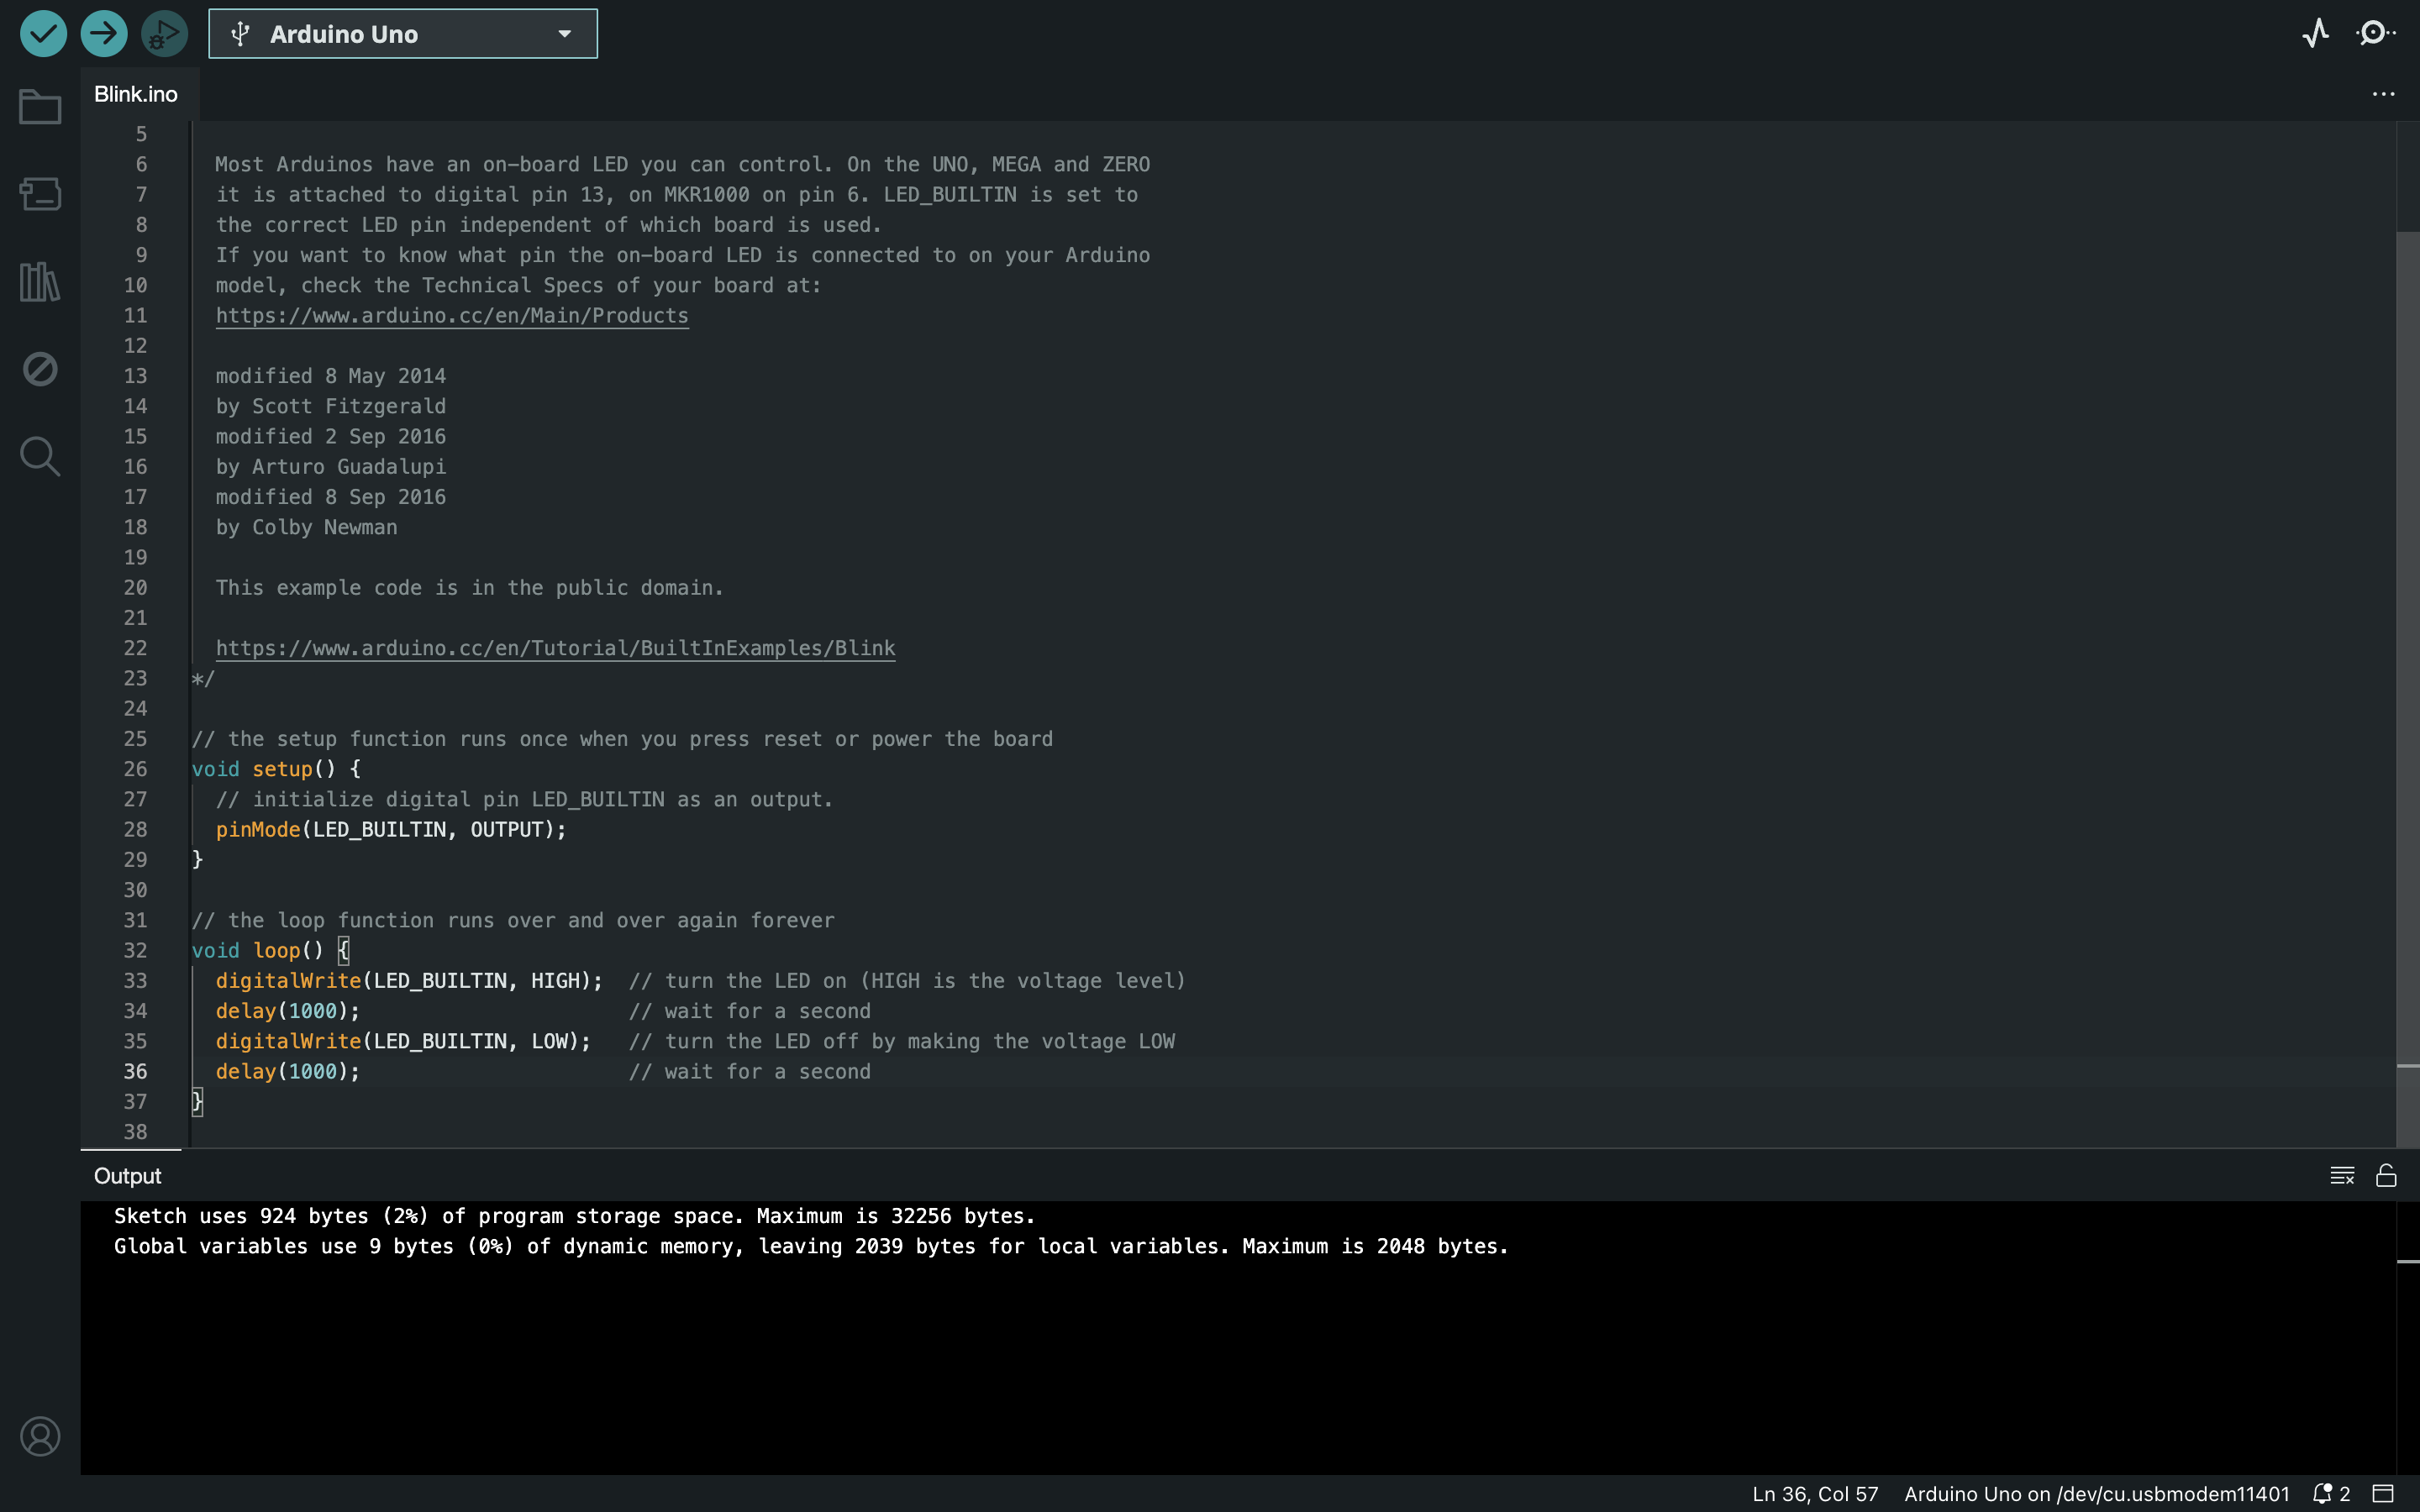 Arduino Uno
Blink.ino
5
6 Most Arduinos have an on-board LED you can control. On the UNO, MEGA and ZERO
7 it is attached to digital pin 13, on MKR1000 on pin 6. LED_BUILTIN is set to
8 the correct LED pin independent of which board is used.
9 If you want to know what pin the on-board LED is connected to on your Arduino
10 model, check the Technical Specs of your board at:
11 https://www.arduino.cc/en/Main/Products
12
13 modified 8 May 2014
14 by Scott Fitzgerald
15 modified 2 Sep 2016
16 by Arturo Guadalupi
17 modified 8 Sep 2016
18 by Colby Newman
19
20 This example code is in the public domain.
21
22 https://www.arduino.cc/en/Tutorial/BuiltInExamples/Blink
23 */
24
25 // the setup function runs once when you press reset or power the board
26 void setup() {
27 // initialize digital pin LED_BUILTIN as an output.
28 pinMode(LED_BUILTIN, OUTPUT);
29 }
30
31 // the loop function runs over and over again forever
32 void loop() {
33 digitalWrite(LED_BUILTIN, HIGH);  // turn the LED on (HIGH is the voltage level)
34 delay(1000);                      // wait for a second
35 digitalWrite(LED_BUILTIN, LOW);   // turn the LED off by making the voltage LOW
36 delay(1000);                      // wait for a second
37 }
38
Output
Sketch uses 924 bytes (2%) of program storage space. Maximum is 32256 bytes.
Global variables use 9 bytes (0%) of dynamic memory, leaving 2039 bytes for local variables. Maximum is 2048 bytes.
Ln 36, Col 57 Arduino Uno on /dev/cu.usbmodem11401 2